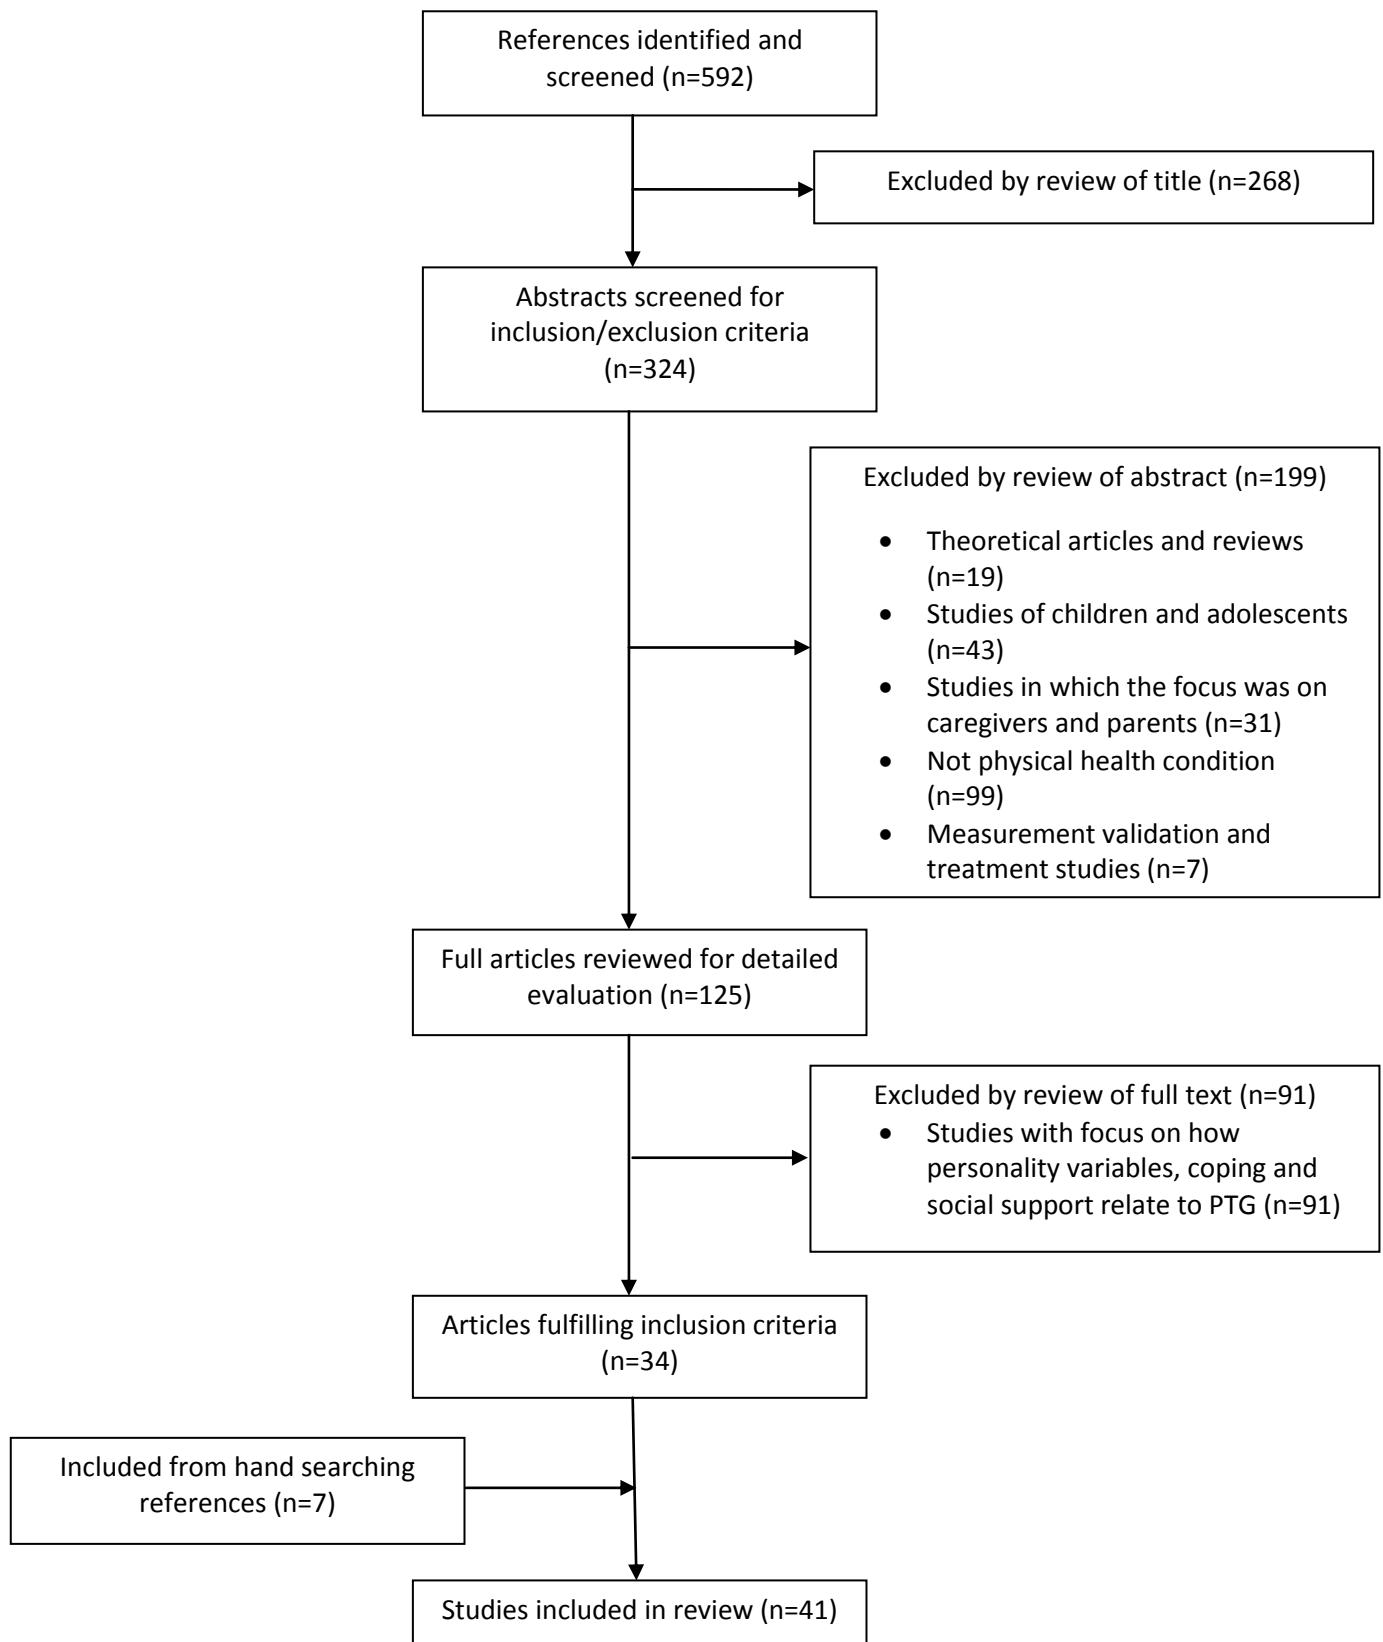 References identified and
screened (n=592)
Excluded by review of title (n=268)
Abstracts screened for
inclusion/exclusion criteria
(n=324)
Excluded by review of abstract (n=199)
• Theoretical articles and reviews
(n=19)
• Studies of children and adolescents
(n=43)
• Studies in which the focus was on
caregivers and parents (n=31)
• Not physical health condition
(n=99)
• Measurement validation and
treatment studies (n=7)
Full articles reviewed for detailed
evaluation (n=125)
Excluded by review of full text (n=91)
• Studies with focus on how
personality variables, coping and
social support relate to PTG (n=91)
Articles fulfilling inclusion criteria
(n=34)
Included from hand searching
references (n=7)
Studies included in review (n=41)